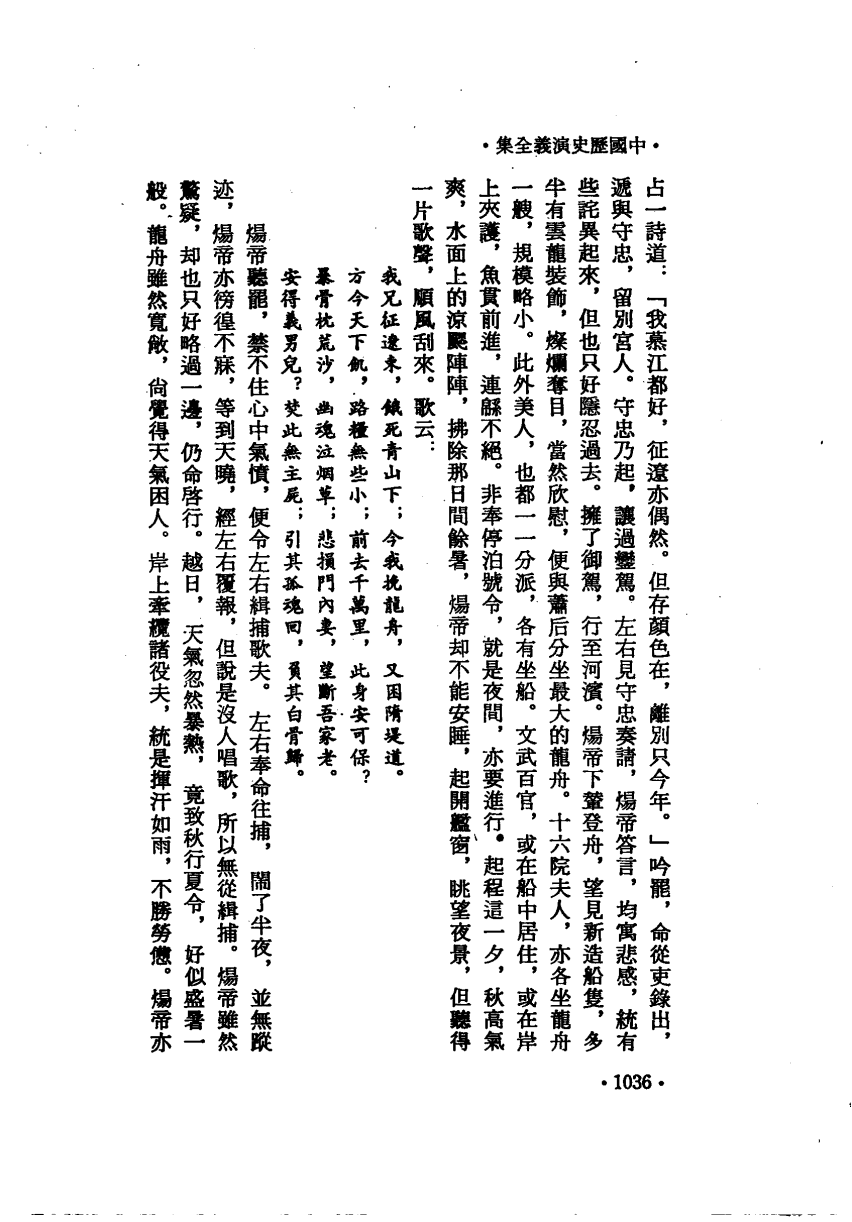 •中國歷史演義全集•
占一詩道：「我慕江都好，征遼亦偶然。但存顏色在，離別只今年。」吟罷，命從吏錄出，
遞與守忠，留別宮人。守忠乃起，讓過鑾駕。左右見守忠奏請，煬帝答言，均寓悲感，統有
些詫異起來，但也只好隱忍過去。擁了御駕，行至河濱。煬帝下輦登舟，望見新造船隻，多
半有雲龍裝飾，燦爛奪目，當然欣慰，便與蕭后分坐最大的龍舟。十六院夫人，亦各坐龍舟
一艘，規模略小。此外美人，也都一一分派，各有坐船。文武百官，或在船中居住，或在岸
上夾護，魚貫前進，連緜不絕。非奉停泊號令，就是夜間，亦要進行。起程這一夕，秋高氣
爽，水面上的涼颸陣陣，拂除那日間餘暑，煬帝却不能安睡，起開艦窗，眺望夜景，但聽得
一片歌聲，順風刮來。歌云：
我兄征遼東，餓死青山下；今我挽龍舟，又困隋堤道。
方今天下飢，路糧無些小；前去千萬里，此身安可保？
暴骨枕荒沙，幽魂泣烟草；悲損門內妻，望斷吾家老。
安得義男兒？焚此無主屍；引其孤魂回，負其白骨歸。
煬帝聽罷，禁不住心中氣憤，便令左右緝捕歌夫。左右奉命往捕，鬧了半夜，並無蹤
迹，煬帝亦徬徨不寐，等到天曉，經左右覆報，但說是沒人唱歌，所以無從緝捕。煬帝雖然
驚疑，却也只好略過一邊，仍命啓行。越日，天氣忽然暴熱，竟致秋行夏令，好似盛暑一
般。龍舟雖然寬敞，尙覺得天氣困人。岸上牽纜諸役夫，統是揮汗如雨，不勝勞憊。煬帝亦
•1036•